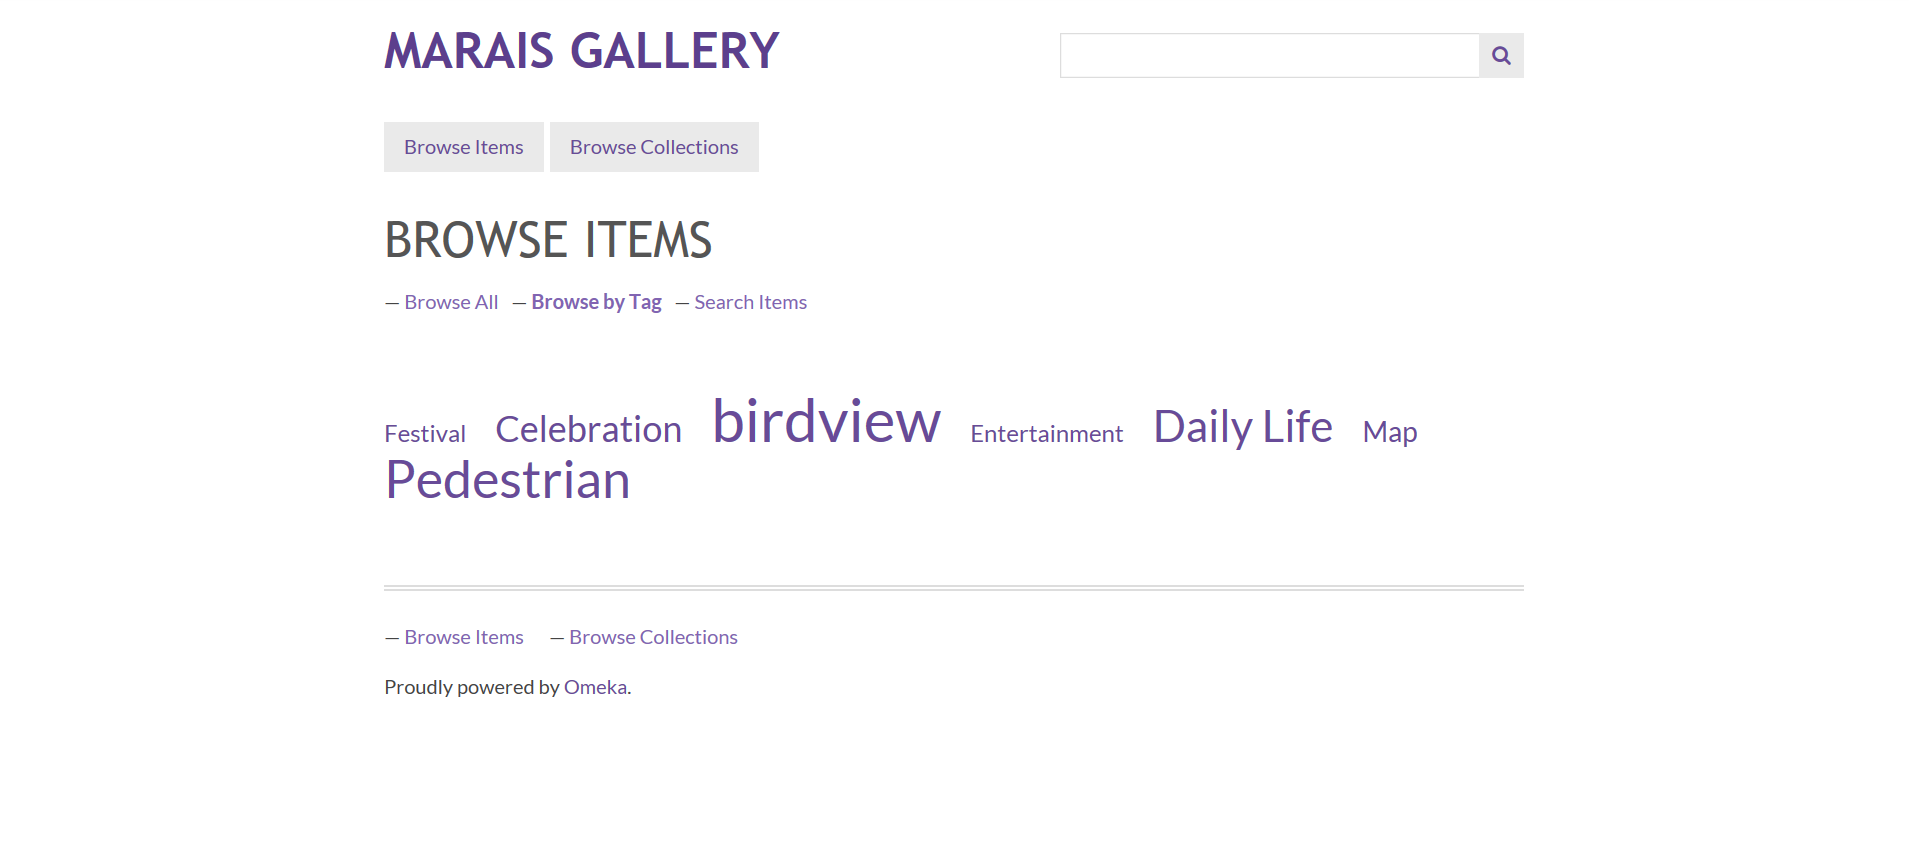 MARAIS GALLERY
Browse Items Browse Collections
BROWSE ITEMS
— Browse All — Browse by Tag — Search Items
Festival Celebration birdview Entertainment Daily Life Map
Pedestrian
— Browse Items — Browse Collections
Proudly powered by Omeka.